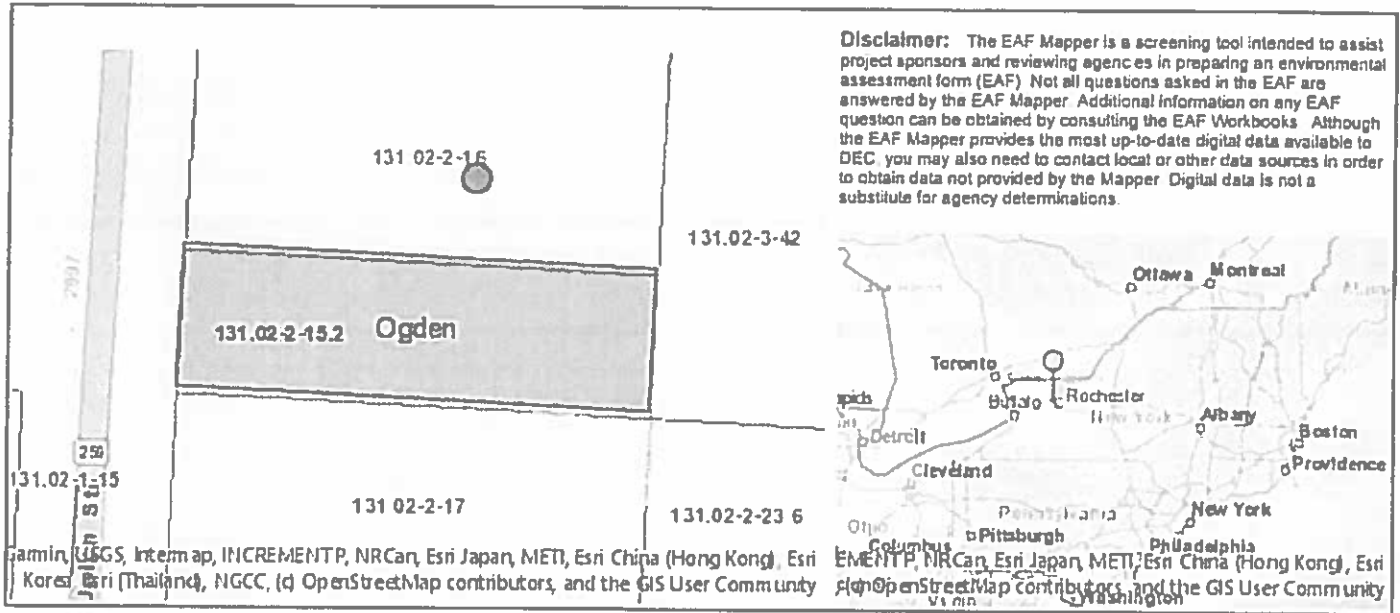 Disclaimer: The EAF Mapper is a screening tool intended to assist
project sponsors and reviewing agencies in preparing an environmental
assessment form (EAF) Not all questions asked in the EAF are
answered by the EAF Mapper Additional information on any EAF
question can be obtained by consulting the EAF Workbooks Although
the EAF Mapper provides the most up-to-date digital data available to
DEC, you may also need to contact local or other data sources in order
to obtain data not provided by the Mapper Digital data is not a
substitute for agency determinations.
131 02-2-16
131.02-3-42
2997
131.02-2-15.2 Ogden
259
131.02-1-15
131 02-2-17
131.02-2-23 6
USGS, Intermap, INCREMENT P, NRCan, Esri Japan, METI, Esri China (Hong Kong), Esri
Korea, Esri (Thailand), NGCC, (c) OpenStreetMap contributors, and the GIS User Community
Ottawa
Montreal
Toronto
Rochester
Buffalo
Albany
Detroit
Boston
Cleveland
Providence
New York
Pittsburgh
Columbus
Philadelphia
EMENT P, NRCan, Esri Japan, METI, Esri China (Hong Kong), Esri
(c) OpenStreetMap contributors, and the GIS User Community
Washington